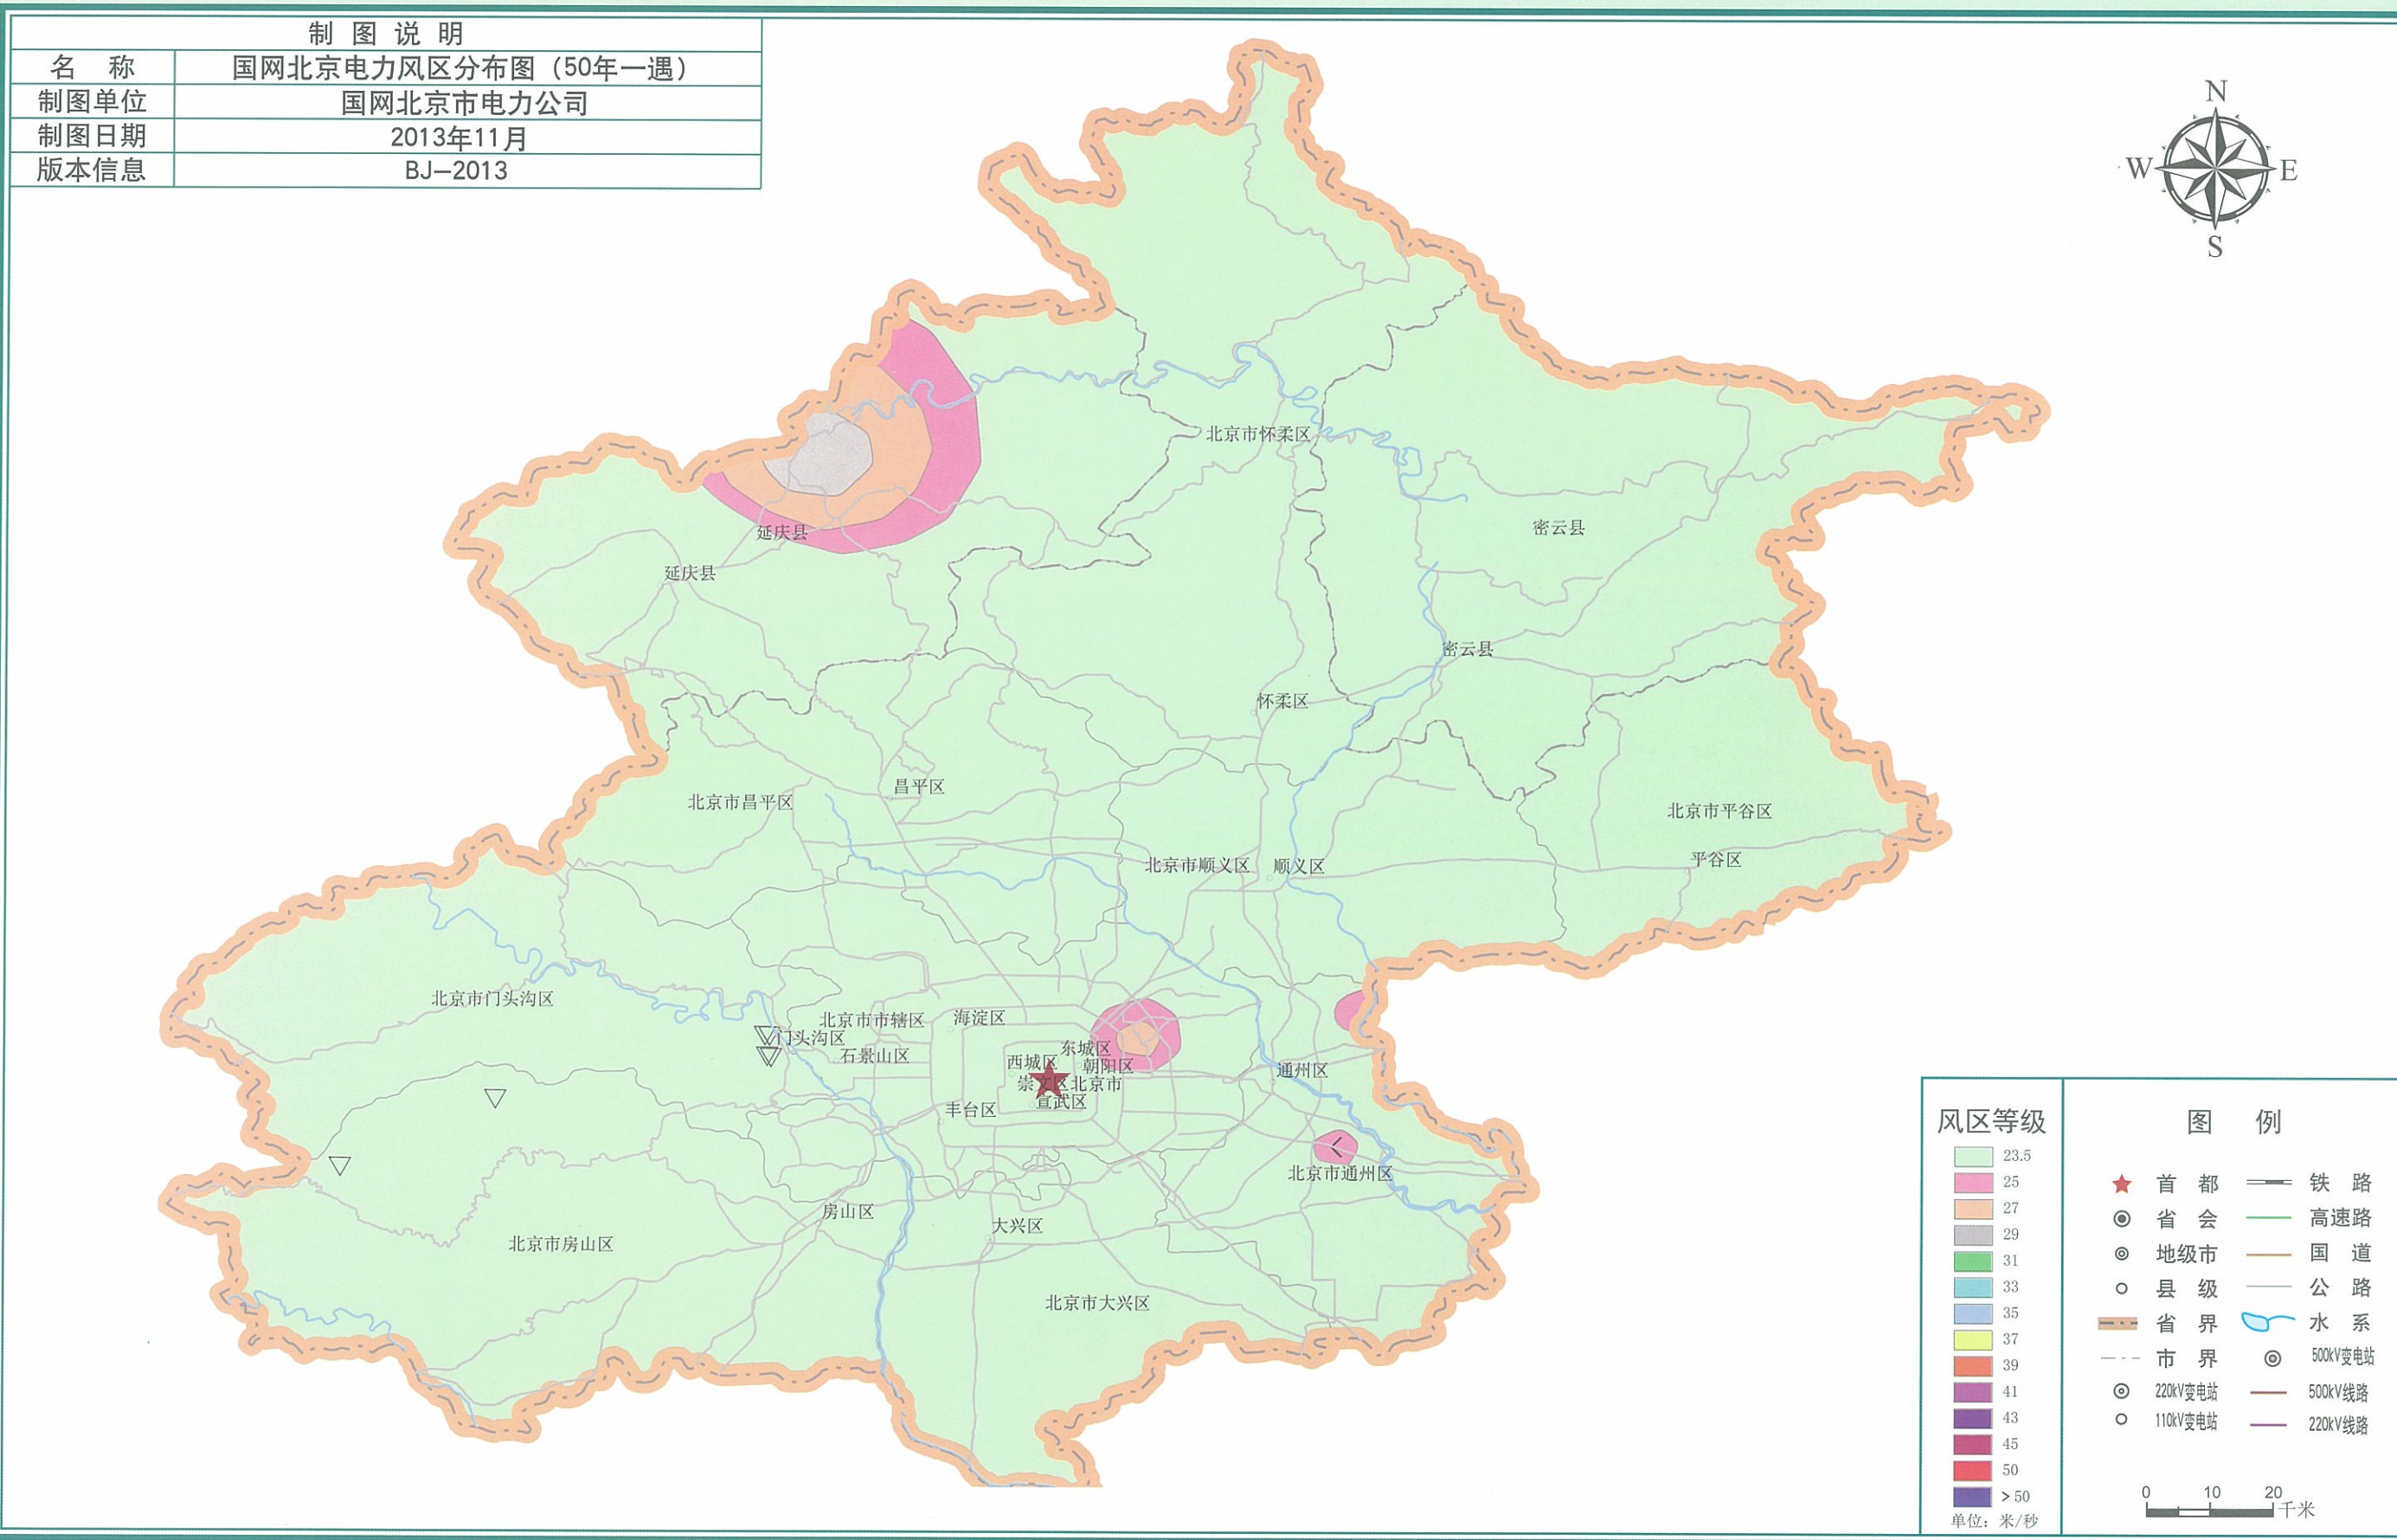 制图说明
名 称 国网北京电力风区分布图（50年一遇）
制图单位 国网北京市电力公司
制图日期 2013年11月
版本信息 BJ-2013
N
W E
S
北京市怀柔区
延庆县
密云县
延庆县
密云县
怀柔区
昌平区
北京市昌平区
北京市平谷区
平谷区
北京市顺义区 顺义区
北京市门头沟区
北京市市辖区 海淀区
门头沟区
石景山区
东城区
西城区 朝阳区
通州区
崇文区北京市
宣武区
丰台区
北京市通州区
房山区
大兴区
北京市房山区
北京市大兴区
风区等级
23.5
25
27
29
31
33
35
37
39
41
43
45
50
>50
单位：米/秒
图 例
首 都 铁 路
省 会 高速路
地级市 国 道
县 级 公 路
省 界 水 系
市 界 500kV变电站
220kV变电站 500kV线路
110kV变电站 220kV线路
0 10 20
千米